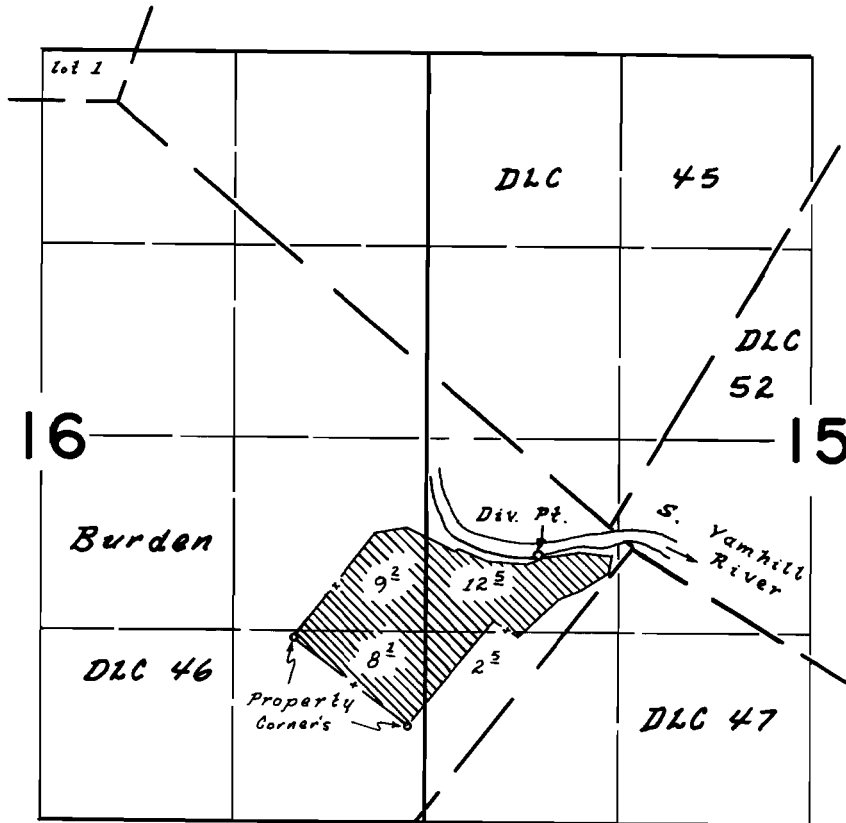 lot 1
DLC 45
DLC
52
16
15
Div. Pt.
S. Yamhill
River
Burden
9 2
12 5
8 1
2 5
DLC 46
Property
Corner's
DLC 47